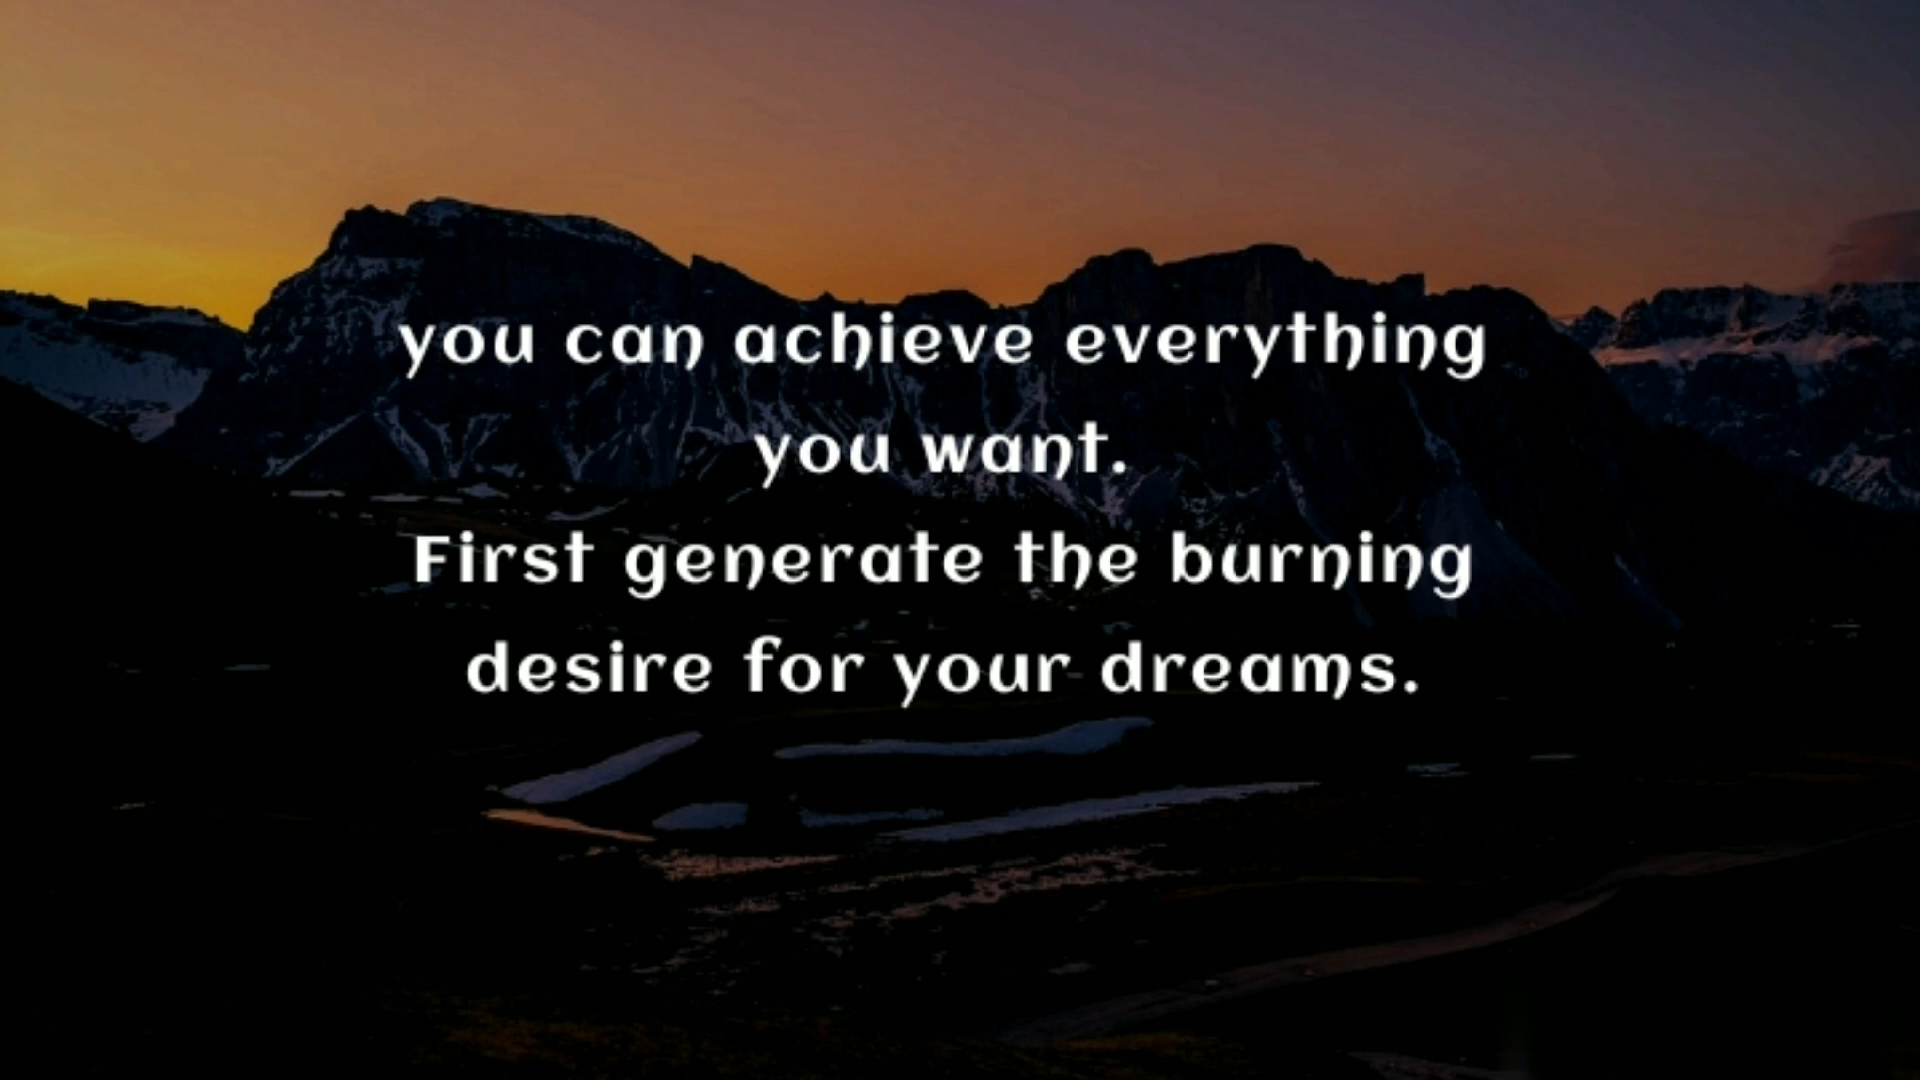 you can achieve everything
you want.
First generate the burning
desire for your dreams.